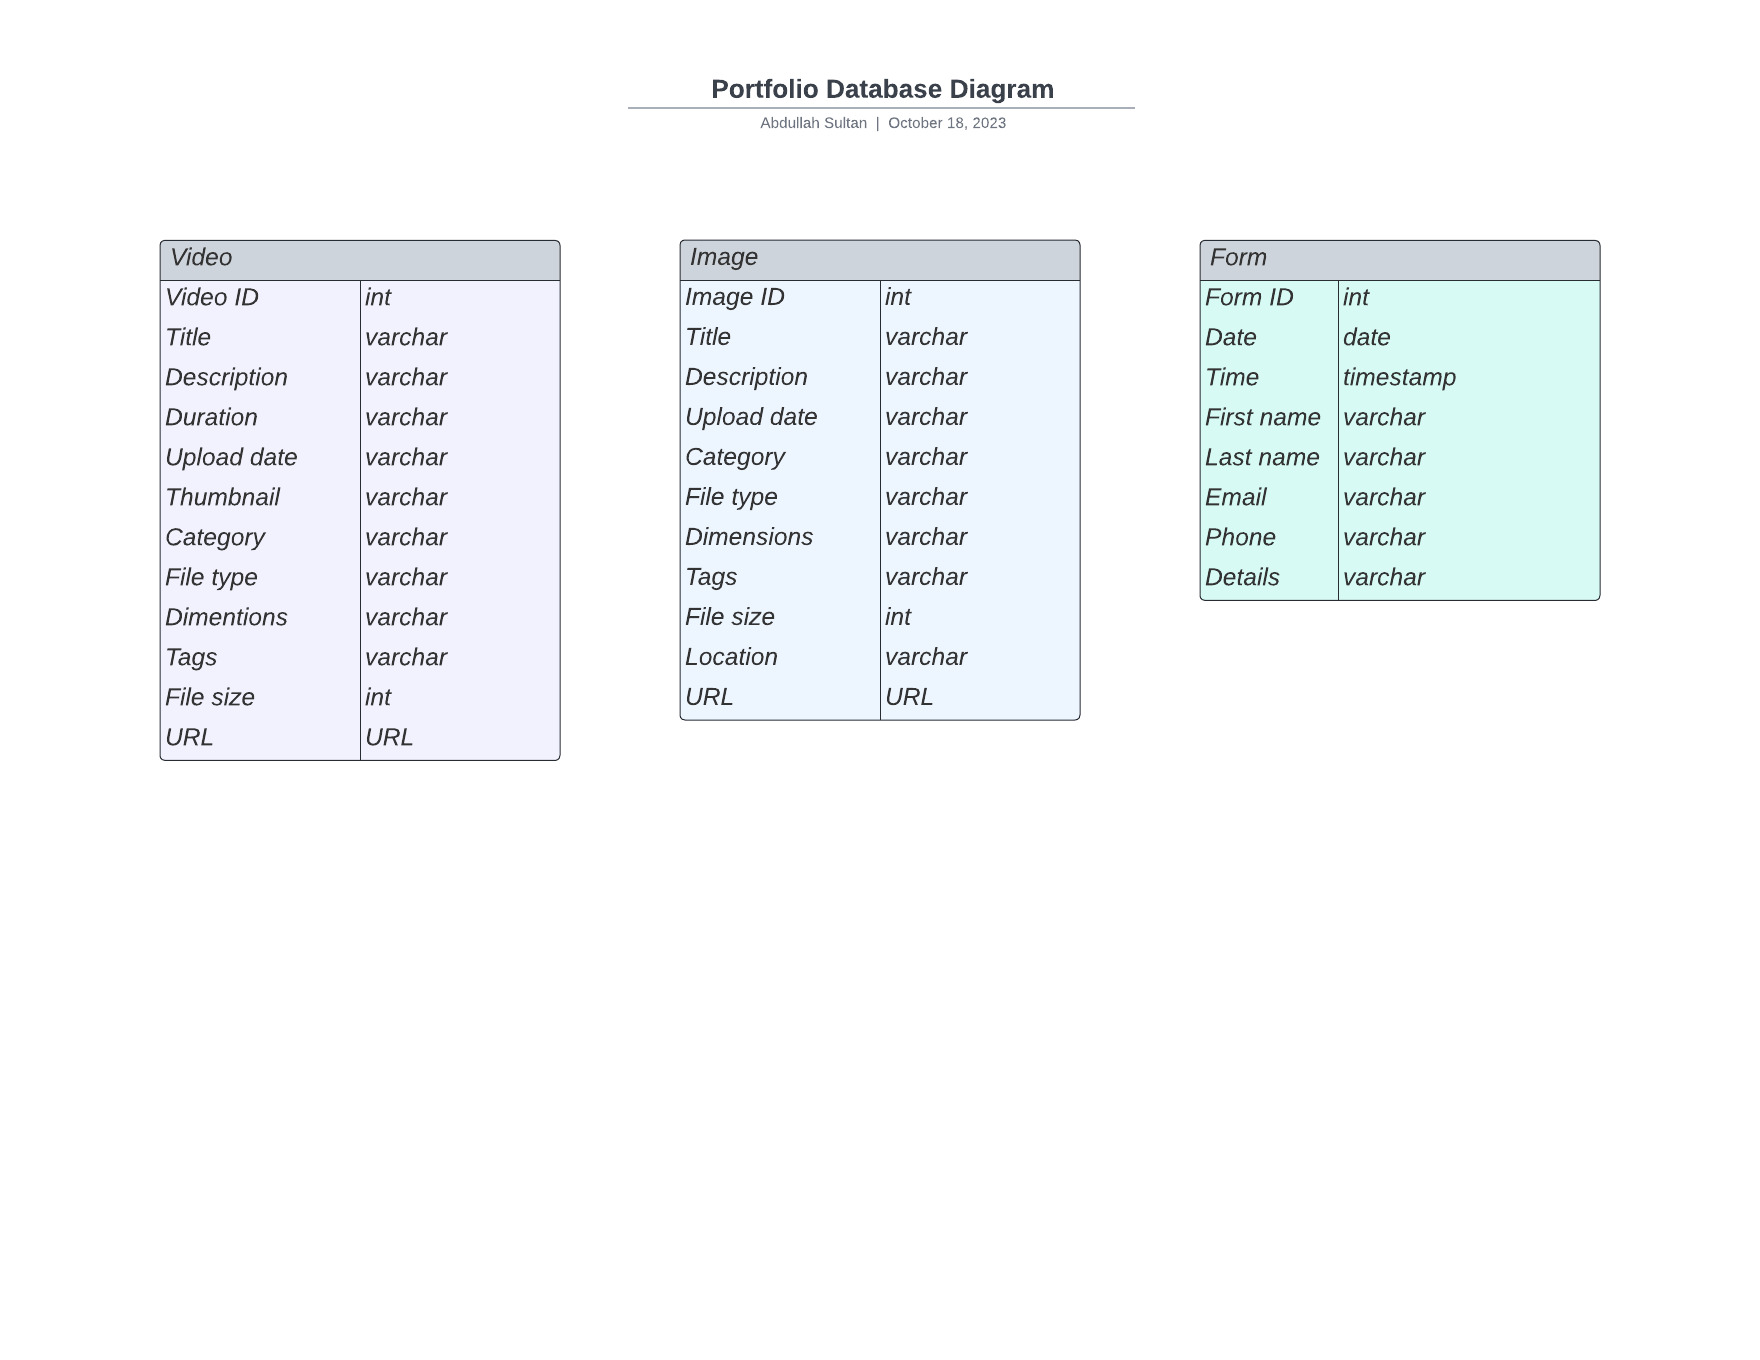 Portfolio Database Diagram
Abdullah Sultan | October 18, 2023
Video
Video ID int
Title varchar
Description varchar
Duration varchar
Upload date varchar
Thumbnail varchar
Category varchar
File type varchar
Dimentions varchar
Tags varchar
File size int
URL URL
Image
Image ID int
Title varchar
Description varchar
Upload date varchar
Category varchar
File type varchar
Dimensions varchar
Tags varchar
File size int
Location varchar
URL URL
Form
Form ID int
Date date
Time timestamp
First name varchar
Last name varchar
Email varchar
Phone varchar
Details varchar